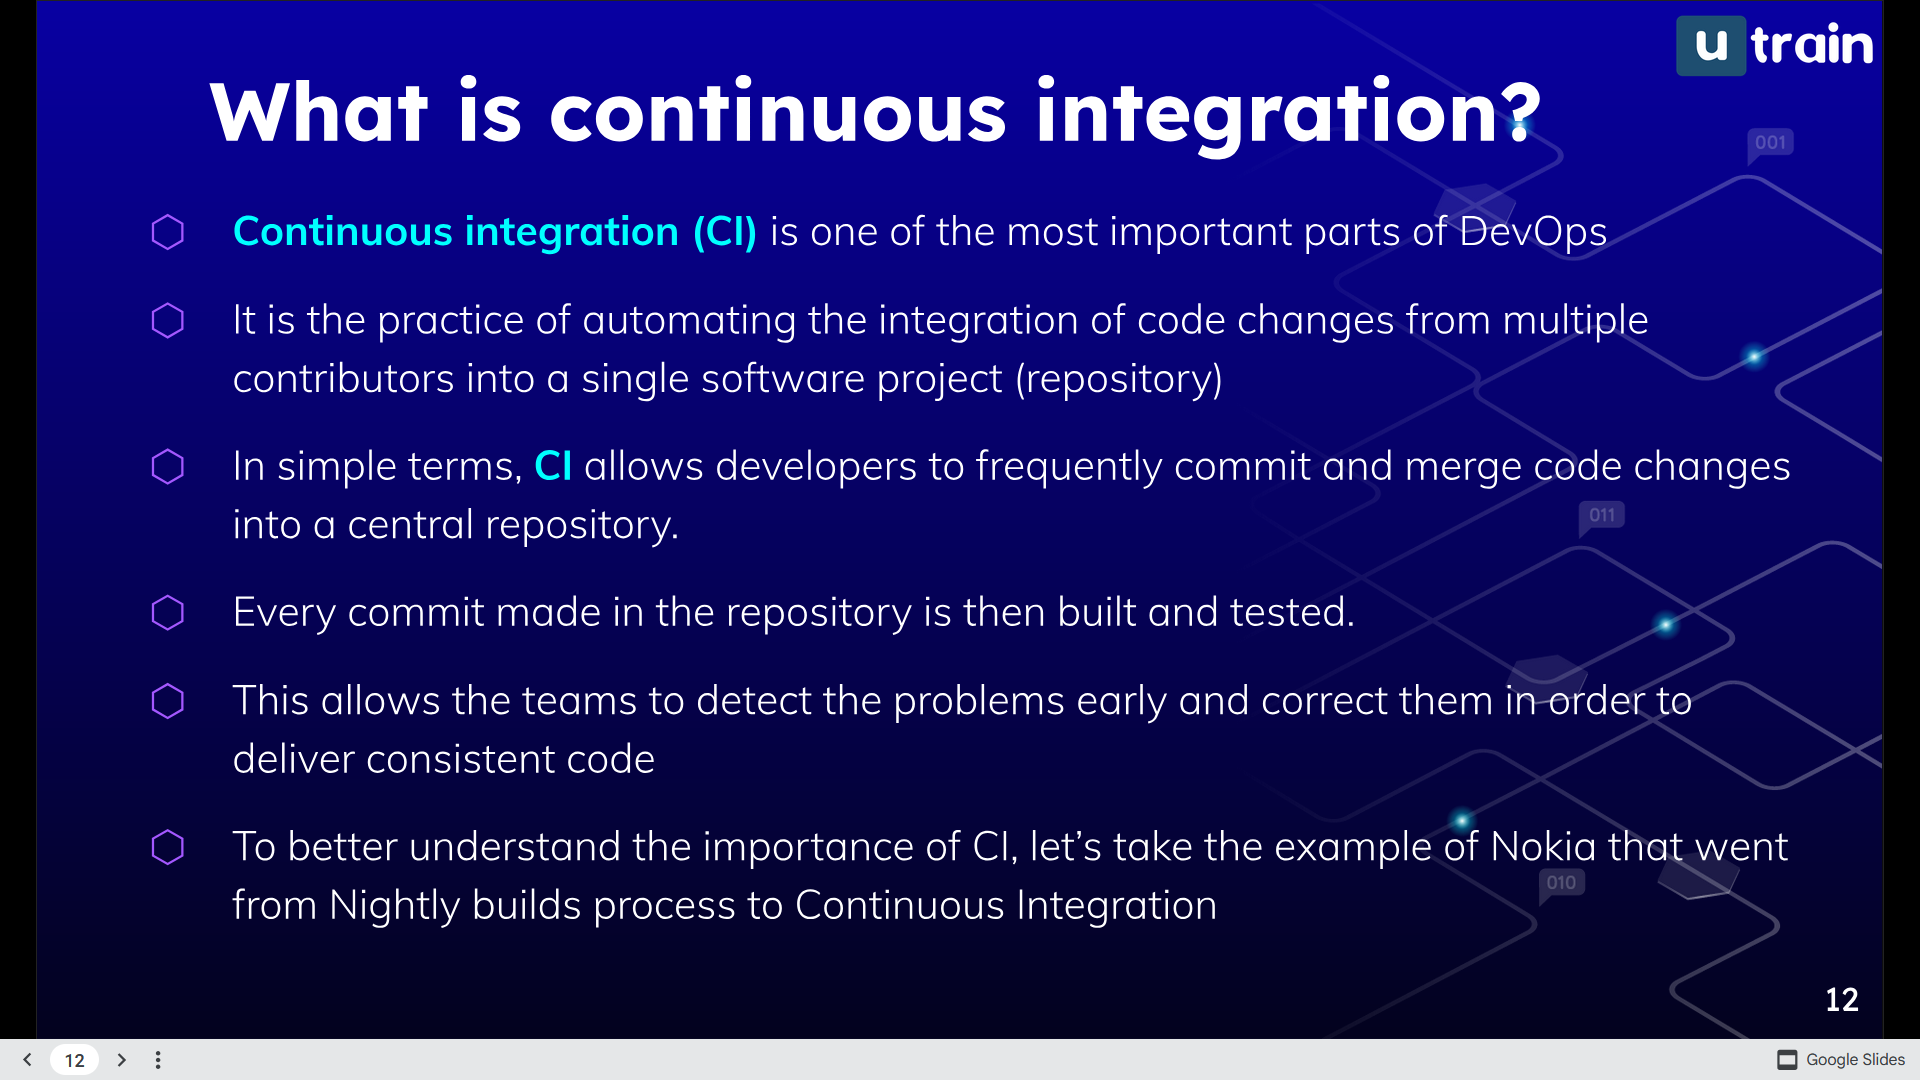 u train
What is continuous integration?
001
Continuous integration (CI) is one of the most important parts of DevOps
It is the practice of automating the integration of code changes from multiple
contributors into a single software project (repository)
In simple terms, CI allows developers to frequently commit and merge code changes
into a central repository.
011
Every commit made in the repository is then built and tested.
This allows the teams to detect the problems early and correct them in order to
deliver consistent code
To better understand the importance of CI, let’s take the example of Nokia that went
from Nightly builds process to Continuous Integration
010
12
12
Google Slides